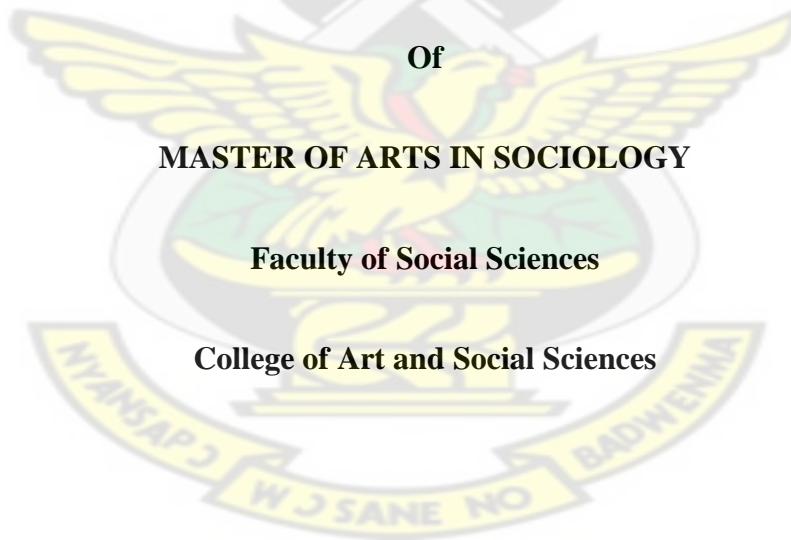 Of
MASTER OF ARTS IN SOCIOLOGY
Faculty of Social Sciences
College of Art and Social Sciences
NYANSAPƆ WƆSANE NO BADWENMA